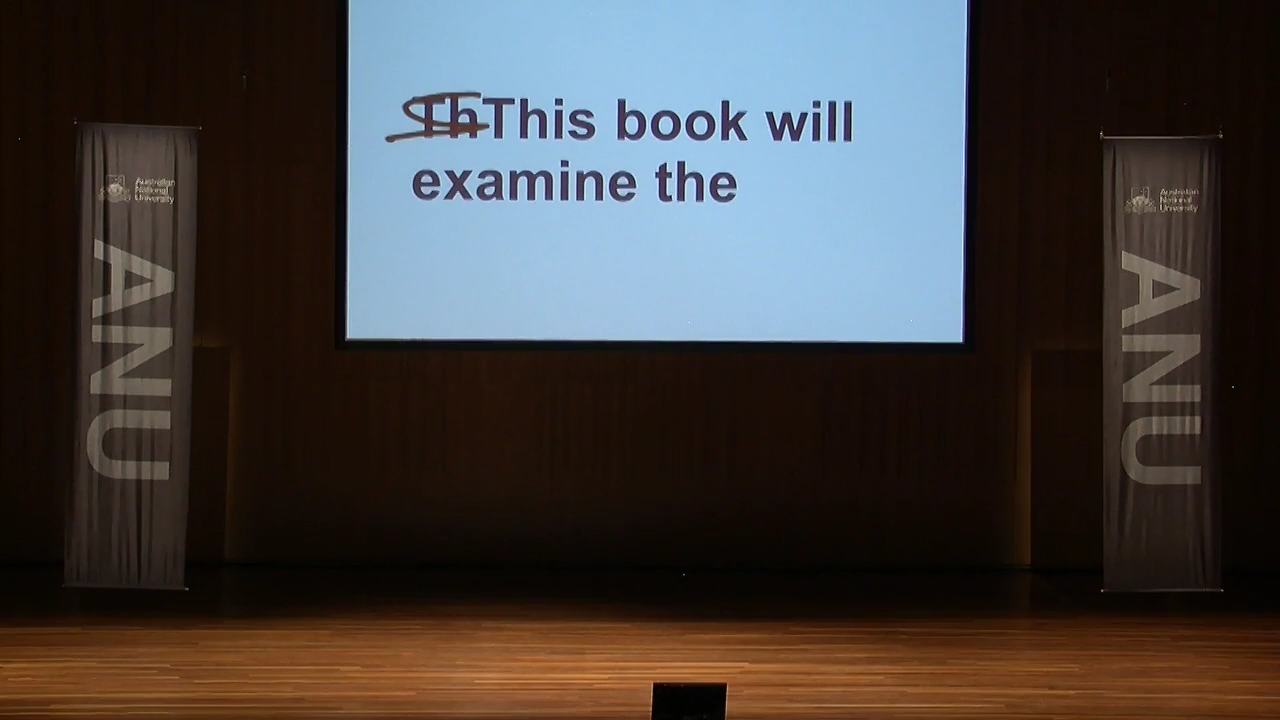 ThThis book will
examine the
Australian
National
University
ANU
Australian
National
University
ANU